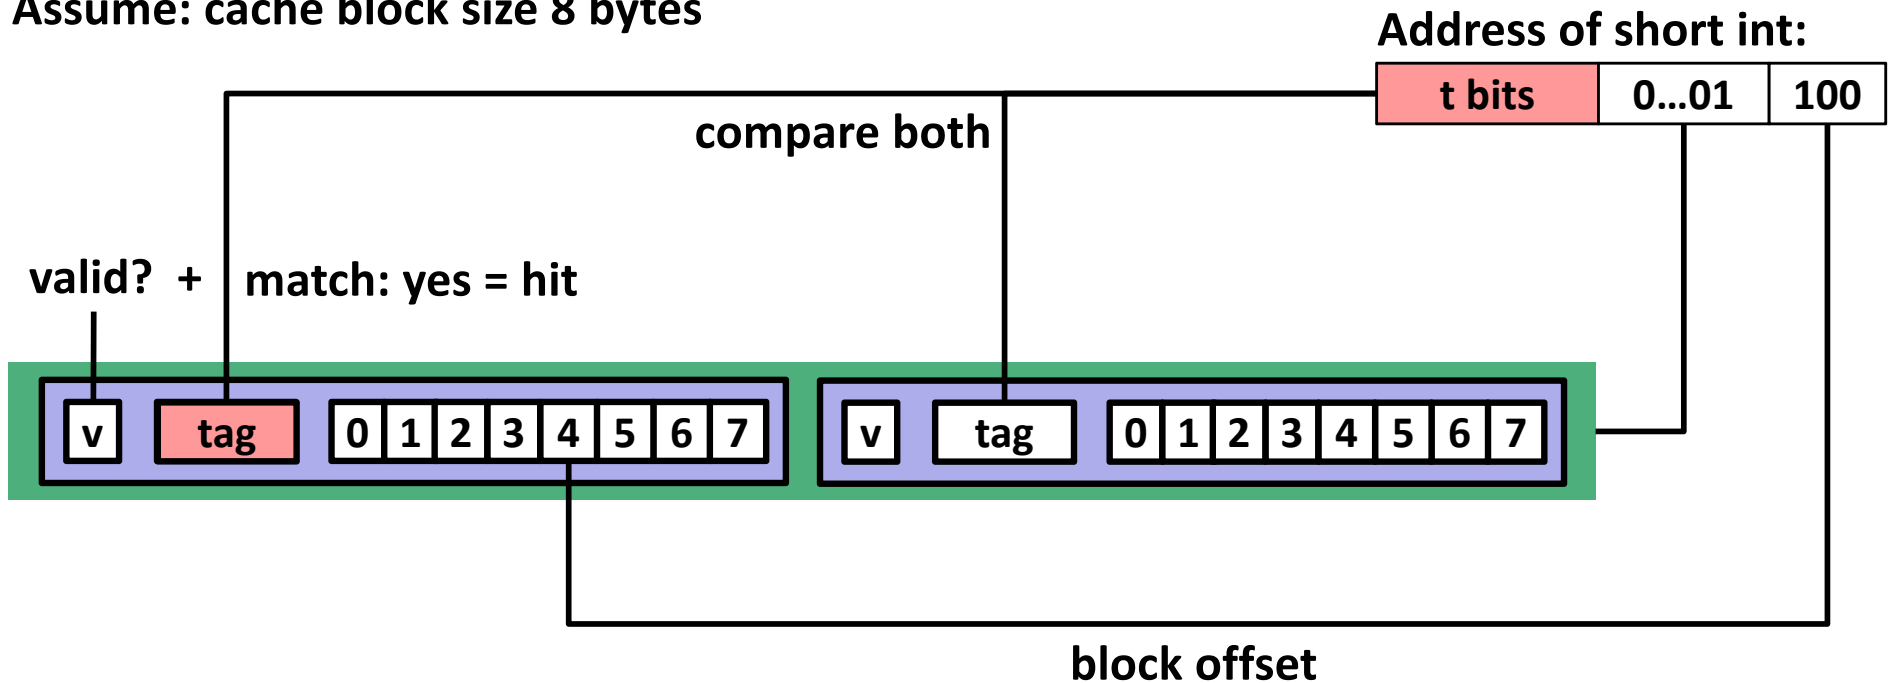 Assume: cache block size 8 bytes
Address of short int:
t bits 0...01 100
compare both
valid? + match: yes = hit
v tag 0 1 2 3 4 5 6 7 v tag 0 1 2 3 4 5 6 7
block offset